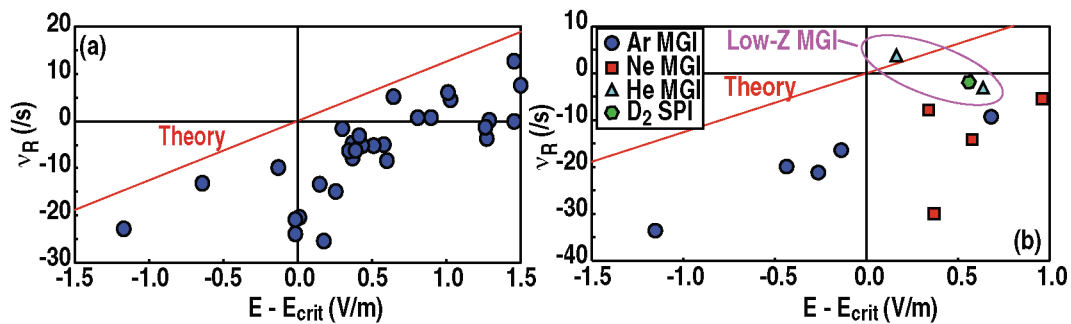 (a)
20
10
0
-10
-20
-30
νR (/s)
Theory
-1.5 -1.0 -0.5 0.0 0.5 1.0 1.5
E - Ecrit (V/m)
10
0
-10
-20
-30
-40
νR (/s)
Ar MGI
Ne MGI
He MGI
D2 SPI
Low-Z MGI
Theory
(b)
-1.5 -1.0 -0.5 0.0 0.5 1.0
E - Ecrit (V/m)